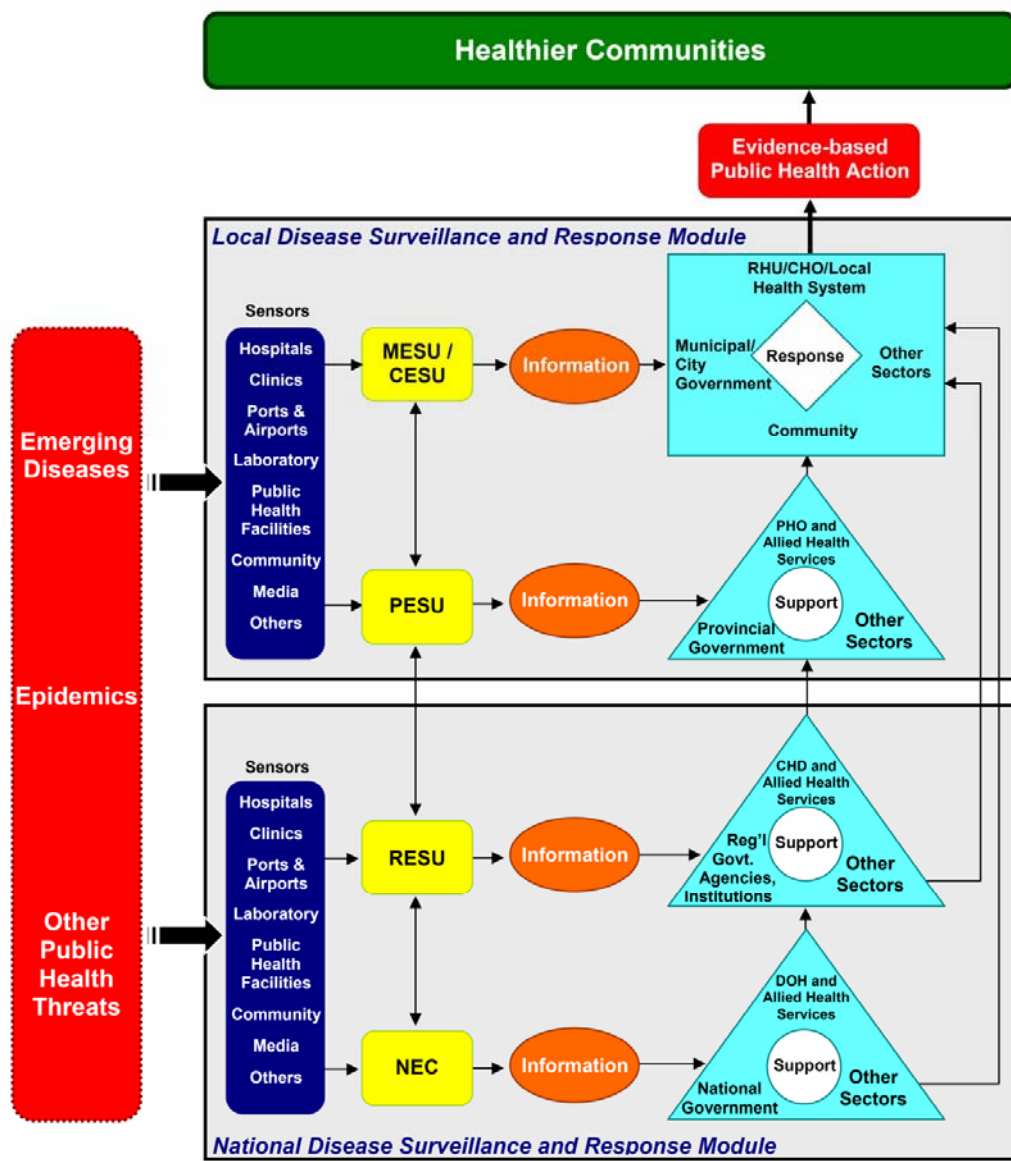 Healthier Communities
Evidence-based
Public Health Action
Local Disease Surveillance and Response Module
Emerging
Diseases
Epidemics
Other
Public
Health
Threats
Sensors
Hospitals
Clinics
Ports &
Airports
Laboratory
Public
Health
Facilities
Community
Media
Others
MESU /
CESU
Information
RHU/CHO/Local
Health System
Municipal/
City
Government
Response
Other
Sectors
Community
PESU
Information
PHO and
Allied Health
Services
Support
Provincial
Government
Other
Sectors
Sensors
Hospitals
Clinics
Ports &
Airports
Laboratory
Public
Health
Facilities
Community
Media
Others
RESU
Information
CHD and
Allied Health
Services
Support
Reg'l
Govt.
Agencies,
Institutions
Other
Sectors
NEC
Information
DOH and
Allied Health
Services
Support
National
Government
Other
Sectors
National Disease Surveillance and Response Module